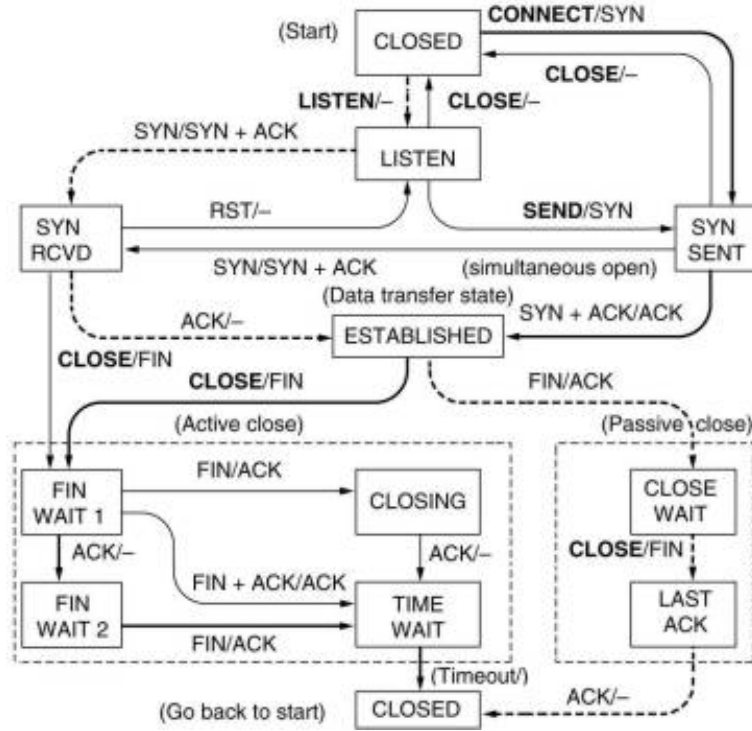 CONNECT/SYN
(Start)
CLOSED
CLOSE/–
LISTEN/–
CLOSE/–
SYN/SYN + ACK
LISTEN
RST/–
SEND/SYN
SYN
RCVD
SYN
SENT
SYN/SYN + ACK
(simultaneous open)
(Data transfer state)
ACK/–
ESTABLISHED
SYN + ACK/ACK
CLOSE/FIN
CLOSE/FIN
FIN/ACK
(Active close)
(Passive close)
FIN
WAIT 1
FIN/ACK
CLOSING
CLOSE
WAIT
ACK/–
ACK/–
CLOSE/FIN
FIN + ACK/ACK
FIN
WAIT 2
TIME
WAIT
LAST
ACK
FIN/ACK
(Timeout/)
ACK/–
(Go back to start)
CLOSED